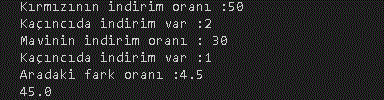 Kırmızının indirim oranı :50
Kaçıncıda indirim var :2
Mavinin indirim oranı : 30
Kaçıncıda indirim var :1
Aradaki fark oranı :4.5
45.0